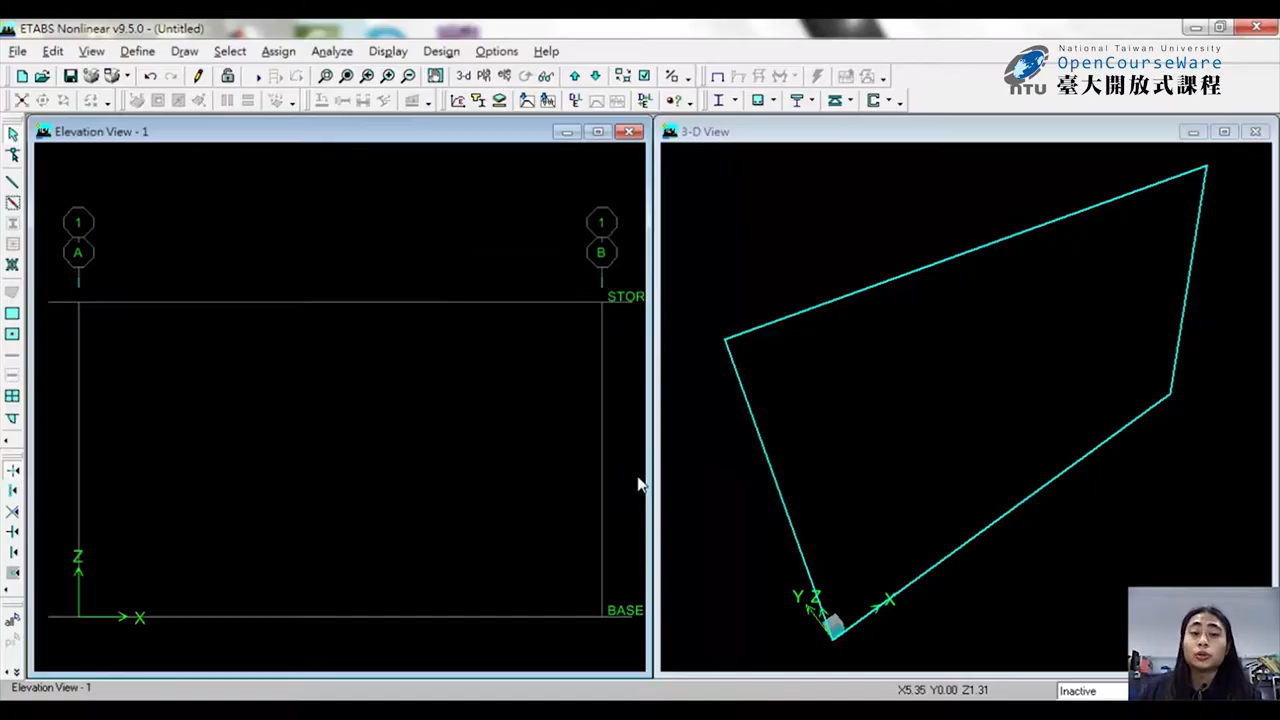 ETABS Nonlinear v9.5.0 - (Untitled)
File Edit View Define Draw Select Assign Analyze Display Design Options Help
National Taiwan University
OpenCourseWare
NTU 臺大開放式課程
3-d
Elevation View - 1
3-D View
1
1
A
B
STOR
Z
X
BASE
Y
Z
X
Elevation View - 1
X5.35 Y0.00 Z1.31
Inactive